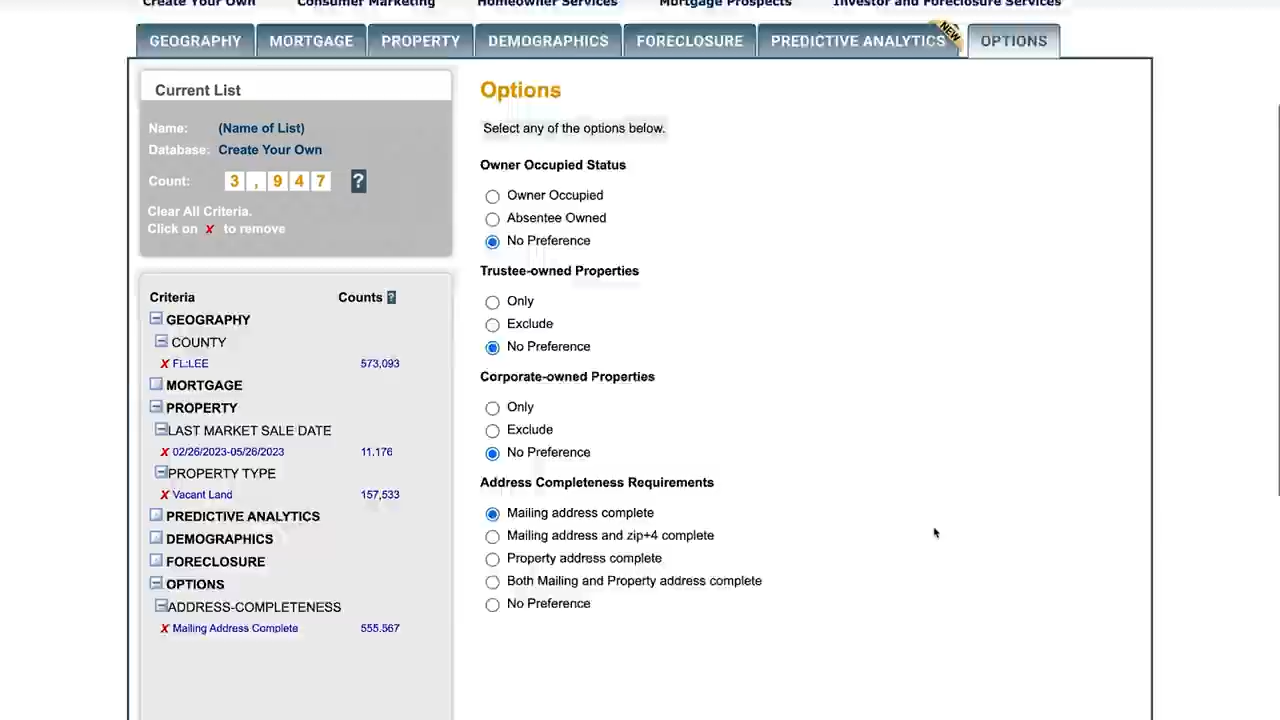 Create Your Own Consumer Marketing Homeowner Services Mortgage Prospects Investor and Foreclosure Services
GEOGRAPHY MORTGAGE PROPERTY DEMOGRAPHICS FORECLOSURE PREDICTIVE ANALYTICS NEW OPTIONS
Current List
Name: (Name of List)
Database: Create Your Own
Count: 3,947 ?
Clear All Criteria.
Click on X to remove
Criteria Counts ?
GEOGRAPHY
COUNTY
X FL:LEE 573,093
MORTGAGE
PROPERTY
LAST MARKET SALE DATE
X 02/26/2023-05/26/2023 11,176
PROPERTY TYPE
X Vacant Land 157,533
PREDICTIVE ANALYTICS
DEMOGRAPHICS
FORECLOSURE
OPTIONS
ADDRESS-COMPLETENESS
X Mailing Address Complete 555,567
Options
Select any of the options below.
Owner Occupied Status
Owner Occupied
Absentee Owned
No Preference
Trustee-owned Properties
Only
Exclude
No Preference
Corporate-owned Properties
Only
Exclude
No Preference
Address Completeness Requirements
Mailing address complete
Mailing address and zip+4 complete
Property address complete
Both Mailing and Property address complete
No Preference